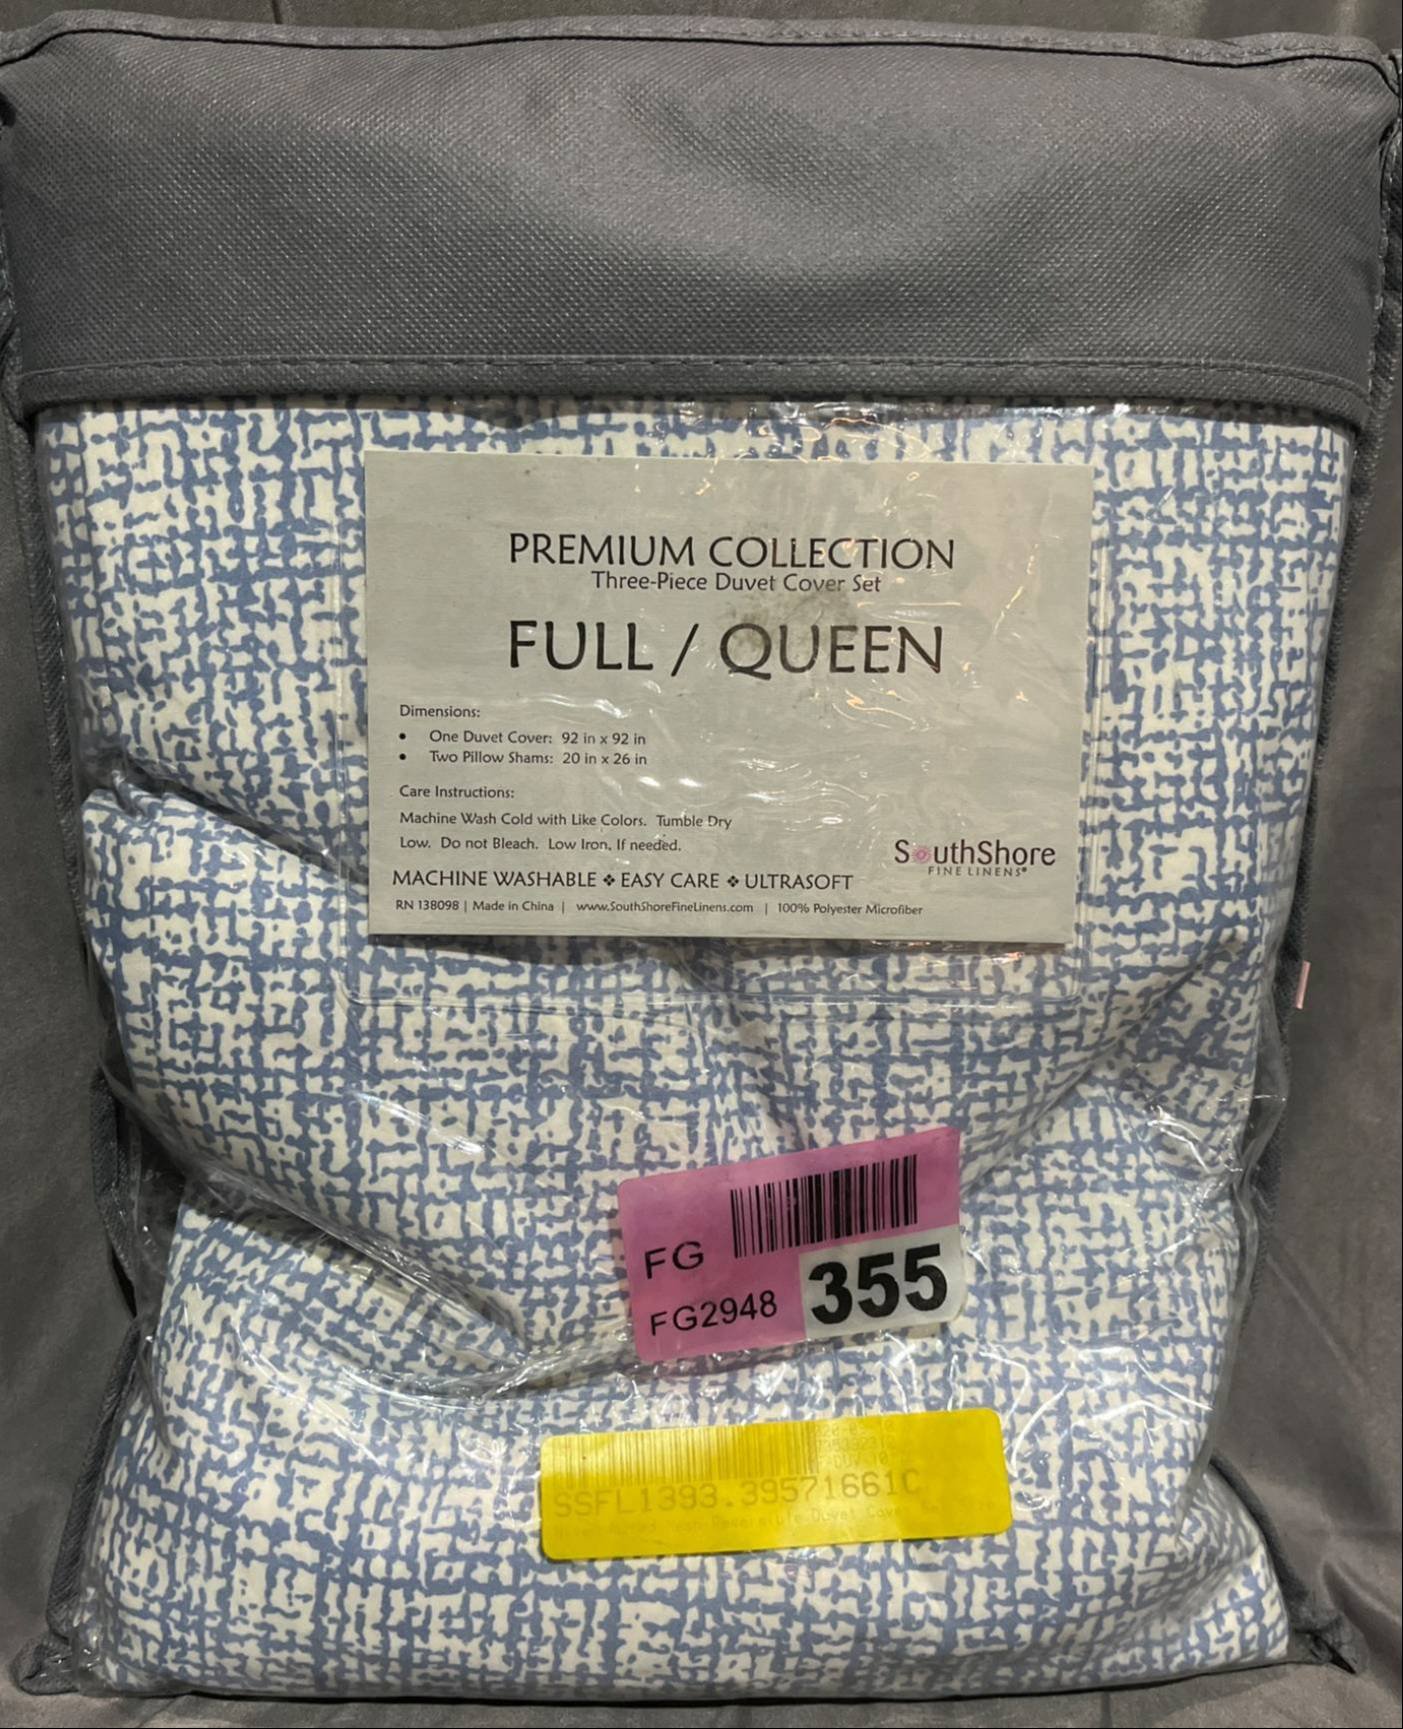 PREMIUM COLLECTION
Three-Piece Duvet Cover Set
FULL / QUEEN
Dimensions:
• One Duvet Cover: 92 in x 92 in
• Two Pillow Shams: 20 in x 26 in
Care Instructions:
Machine Wash Cold with Like Colors. Tumble Dry
Low. Do not Bleach. Low Iron, If needed.
SouthShore
FINE LINENS®
MACHINE WASHABLE ❖ EASY CARE ❖ ULTRASOFT
RN 138098 | Made in China | www.SouthShoreFineLinens.com | 100% Polyester Microfiber
FG
FG2948
355
SSFL1393.39571661C
Reversible Duvet Cover